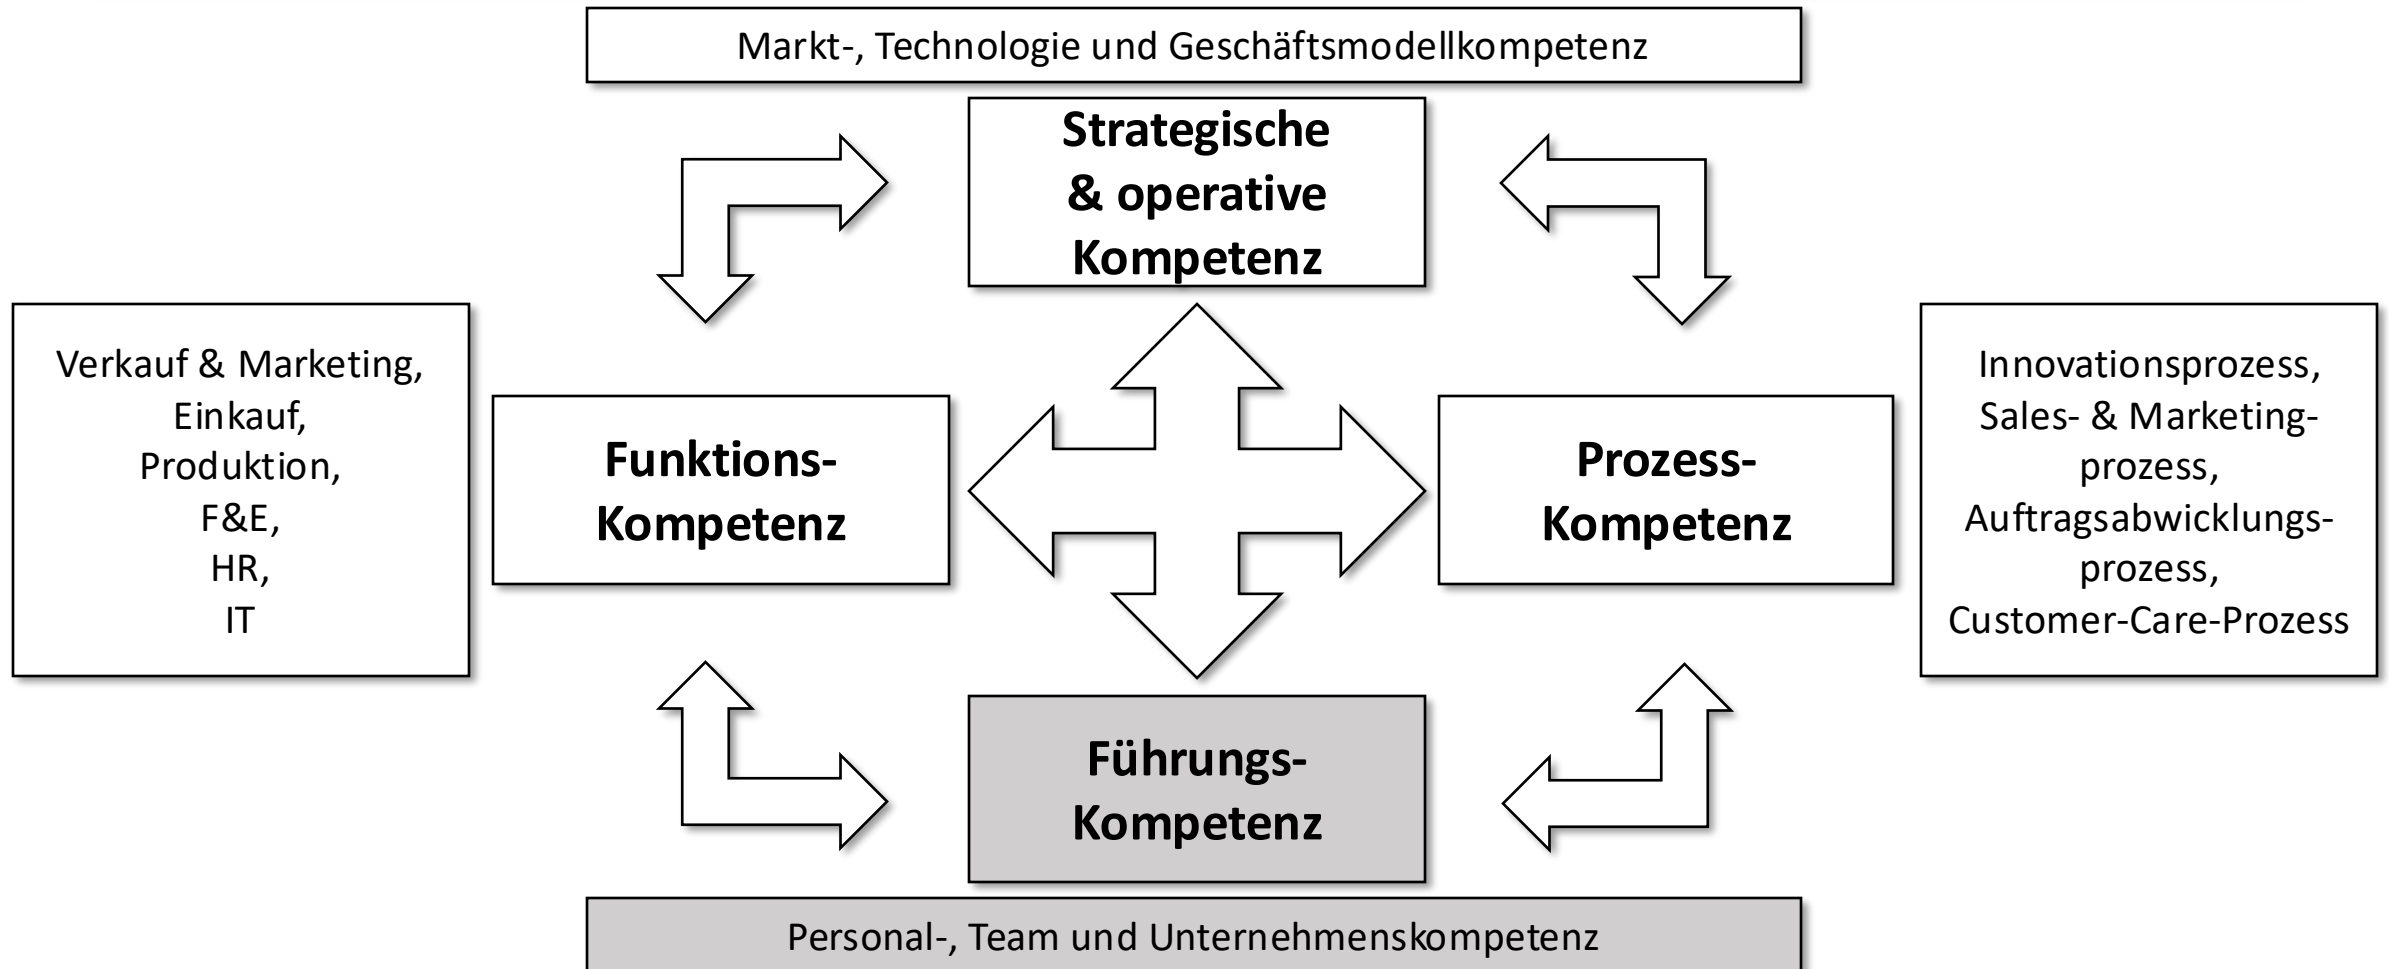 Markt-, Technologie und Geschäftsmodellkompetenz
Strategische
& operative
Kompetenz
Verkauf & Marketing,
Einkauf,
Produktion,
F&E,
HR,
IT
Funktions-
Kompetenz
Prozess-
Kompetenz
Innovationsprozess,
Sales- & Marketing-
prozess,
Auftragsabwicklungs-
prozess,
Customer-Care-Prozess
Führungs-
Kompetenz
Personal-, Team und Unternehmenskompetenz